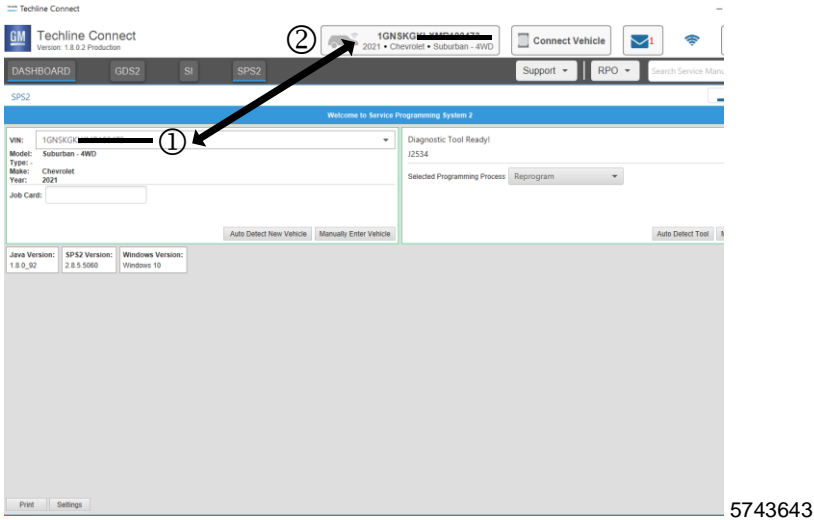 Techline Connect
GM
Techline Connect
Version: 1.8.0.2 Production
②
2021 • Chevrolet • Suburban - 4WD
Connect Vehicle
1
DASHBOARD
GDS2
SI
SPS2
Support
RPO
Search Service Manu
SPS2
Welcome to Service Programming System 2
VIN:
①
Model: Suburban - 4WD
Type: -
Make: Chevrolet
Year: 2021
Job Card:
Auto Detect New Vehicle
Manually Enter Vehicle
Diagnostic Tool Ready!
J2534
Selected Programming Process Reprogram
Auto Detect Tool
Java Version:
1.8.0_92
SPS2 Version:
2.8.5.5060
Windows Version:
Windows 10
Print
Settings
5743643